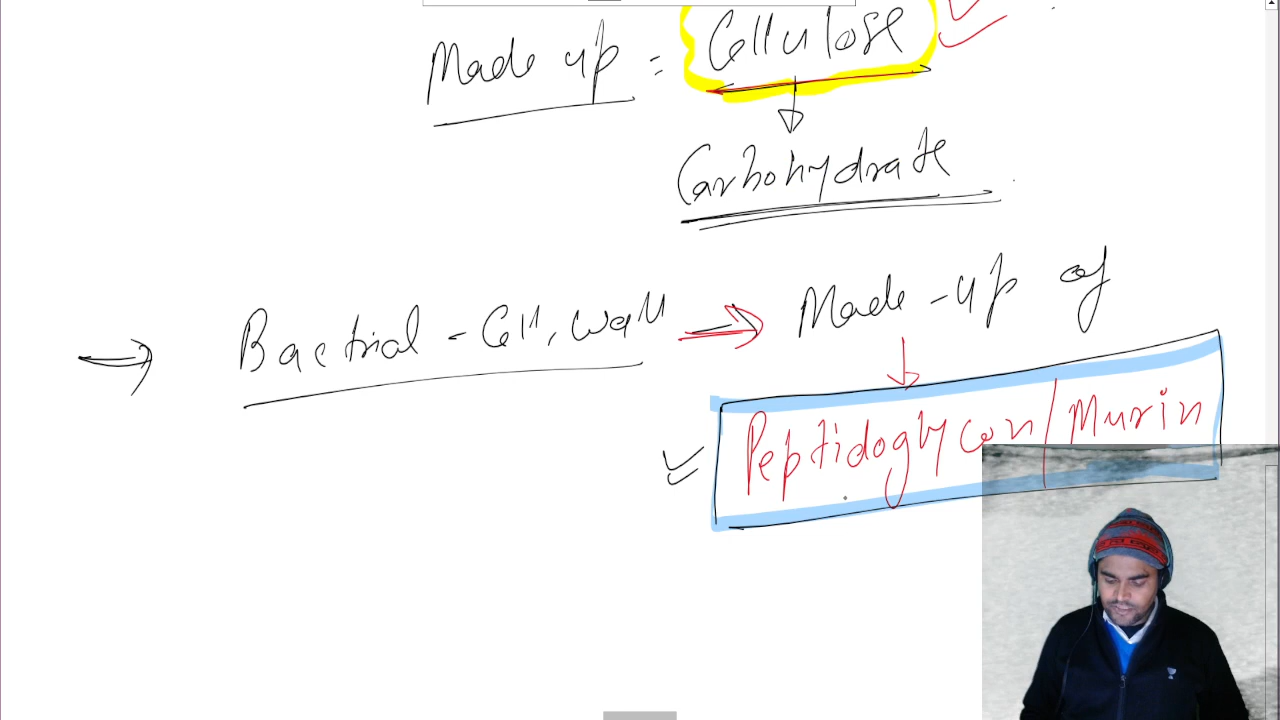 Made up = Cellulose
Carbohydrate
Bactrial - Cell, wall ⇒ Made - up of
Peptidoglycan/Murin